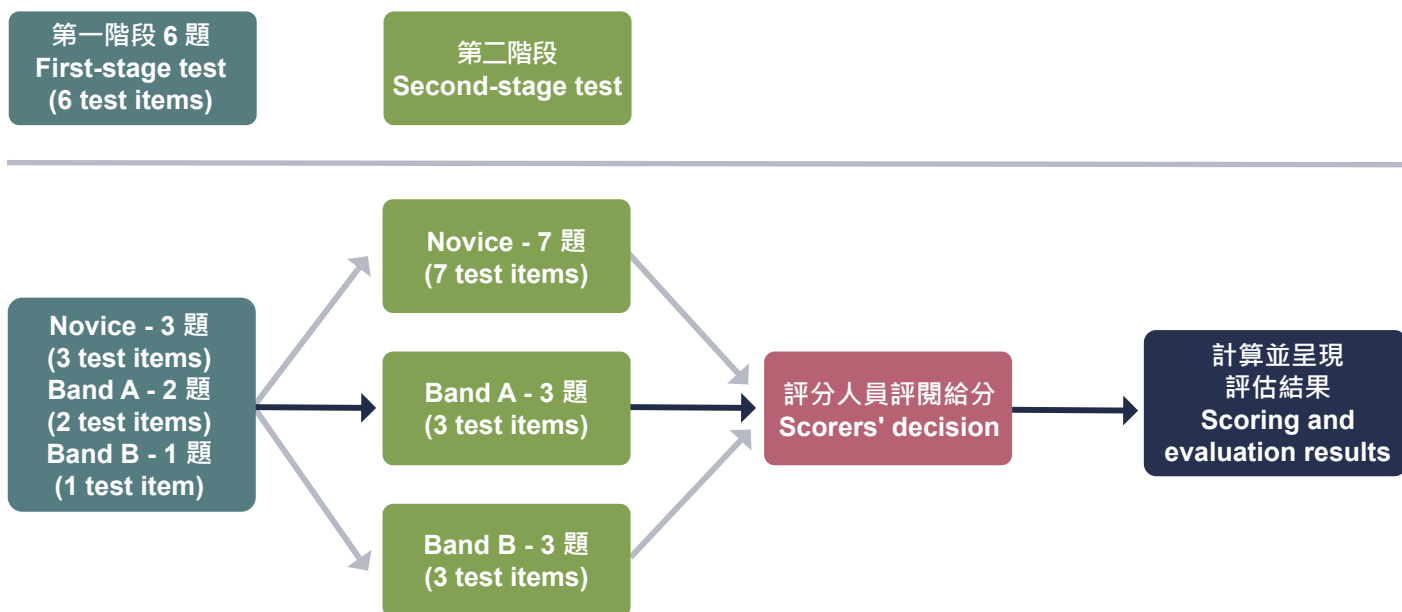 第一階段 6 題
First-stage test
(6 test items)
第二階段
Second-stage test
Novice - 3 題
(3 test items)
Band A - 2 題
(2 test items)
Band B - 1 題
(1 test item)
Novice - 7 題
(7 test items)
Band A - 3 題
(3 test items)
Band B - 3 題
(3 test items)
評分人員評閱給分
Scorers' decision
計算並呈現
評估結果
Scoring and
evaluation results